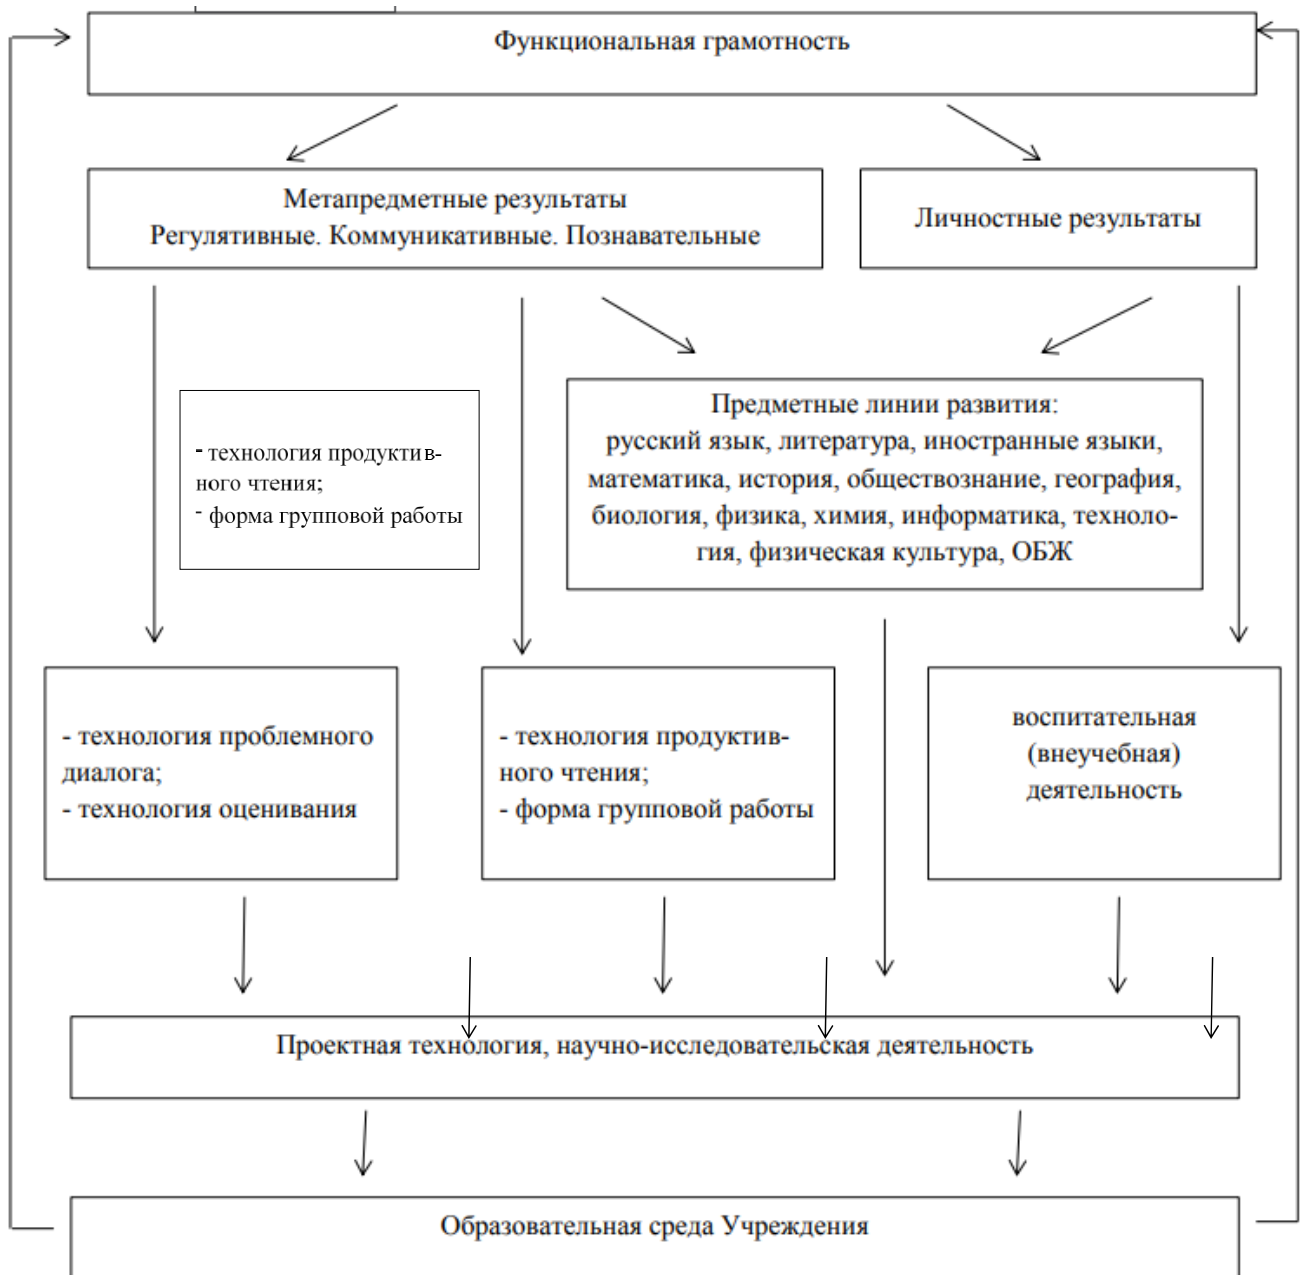 Функциональная грамотность
Метапредметные результаты
Регулятивные. Коммуникативные. Познавательные
Личностные результаты
- технология продуктив-
ного чтения;
- форма групповой работы
Предметные линии развития:
русский язык, литература, иностранные языки,
математика, история, обществознание, география,
биология, физика, химия, информатика, техноло-
гия, физическая культура, ОБЖ
- технология проблемного
диалога;
- технология оценивания
- технология продуктив-
ного чтения;
- форма групповой работы
воспитательная
(внеучебная)
деятельность
Проектная технология, научно-исследовательская деятельность
Образовательная среда Учреждения